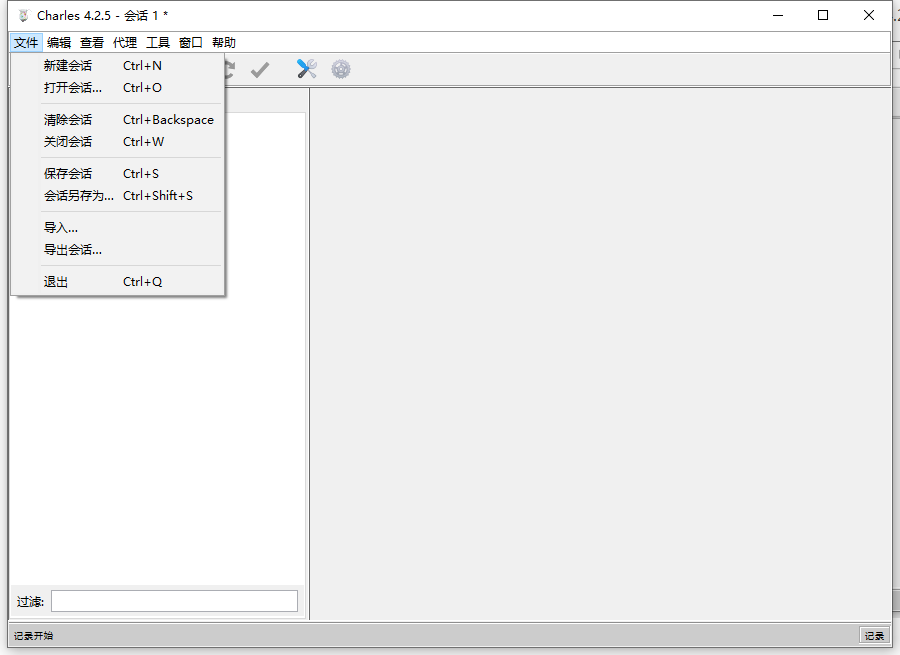 Charles 4.2.5 - 会话 1 *
文件 编辑 查看 代理 工具 窗口 帮助
新建会话 Ctrl+N
打开会话... Ctrl+O
清除会话 Ctrl+Backspace
关闭会话 Ctrl+W
保存会话 Ctrl+S
会话另存为... Ctrl+Shift+S
导入...
导出会话...
退出 Ctrl+Q
过滤:
记录开始 记录